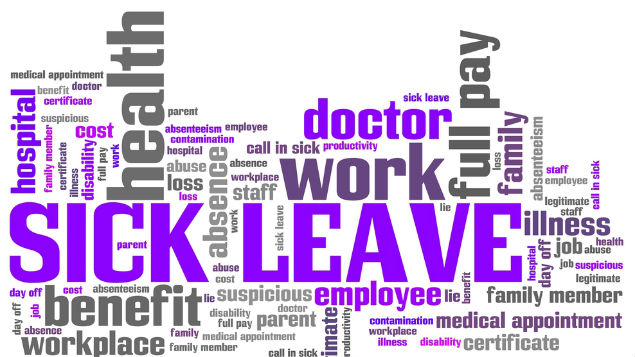 medical appointment
benefit
doctor
certificate
hospital
suspicious
cost
family member
certificate
illness
disability
full pay
work
health
parent
absenteeism
employee
contamination
hospital
abuse
loss
loss
absence
absence
workplace
staff
work
call in sick
productivity
doctor
sick leave
work
full pay
lie
loss
family
absenteeism
staff
employee
call in sick
legitimate
staff
SICK LEAVE
parent
sick leave
illness
hospital
day off
job
health
abuse
job
suspicious
legitimate
day off
cost
absenteeism
lie
abuse
cost
suspicious
employee
lie
benefit
family member
day off
benefit
disability
doctor
full pay
parent
productivity
contamination
medical appointment
absence
workplace
family
medical appointment
family member
call in sick
workplace
illness
disability
certificate